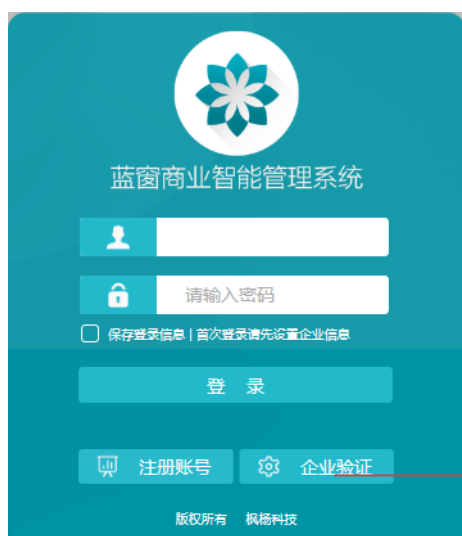 蓝窗商业智能管理系统
请输入密码
保存登录信息 | 首次登录请先设置企业信息
登 录
注册账号 企业验证
版权所有 枫杨科技